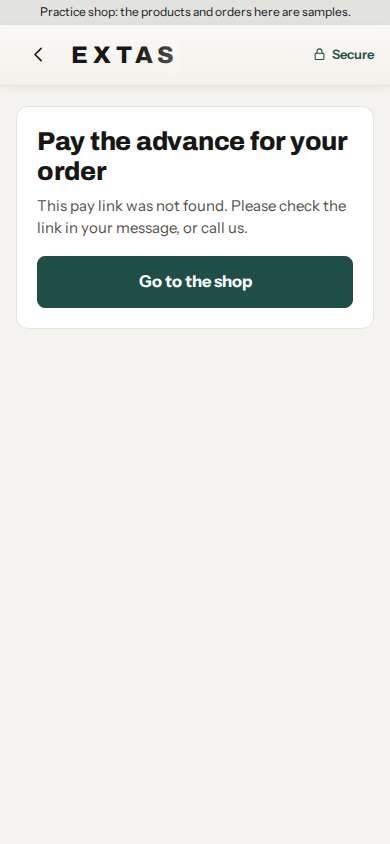 Practice shop: the products and orders here are samples.
EXTAS
Secure
Pay the advance for your
order
This pay link was not found. Please check the
link in your message, or call us.
Go to the shop